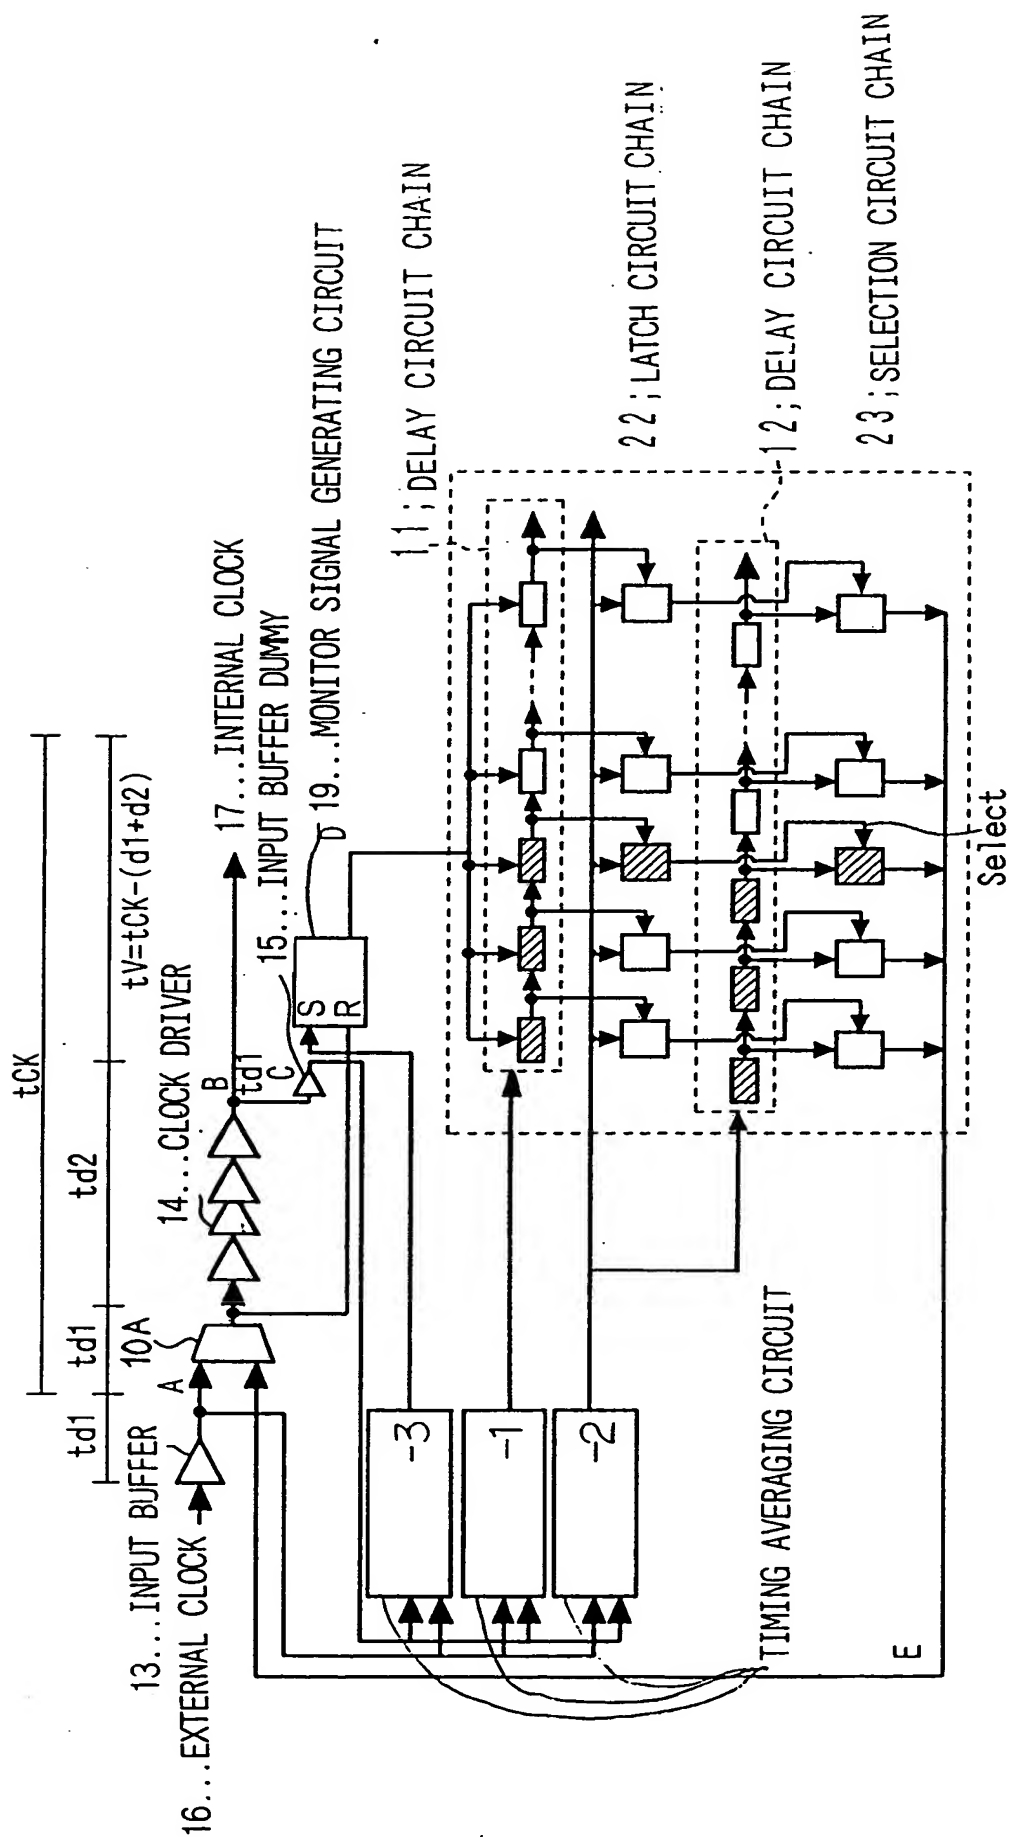 tCK
td1
td1
td2
tV=tCK-(d1+d2)
13...INPUT BUFFER
16...EXTERNAL CLOCK
A
10A
14...CLOCK DRIVER
B
17...INTERNAL CLOCK
td1
C
15...INPUT BUFFER DUMMY
D
19...MONITOR SIGNAL GENERATING CIRCUIT
S
R
-3
-1
-2
TIMING AVERAGING CIRCUIT
11;DELAY CIRCUIT CHAIN
22;LATCH CIRCUIT CHAIN
12;DELAY CIRCUIT CHAIN
23;SELECTION CIRCUIT CHAIN
Select
E